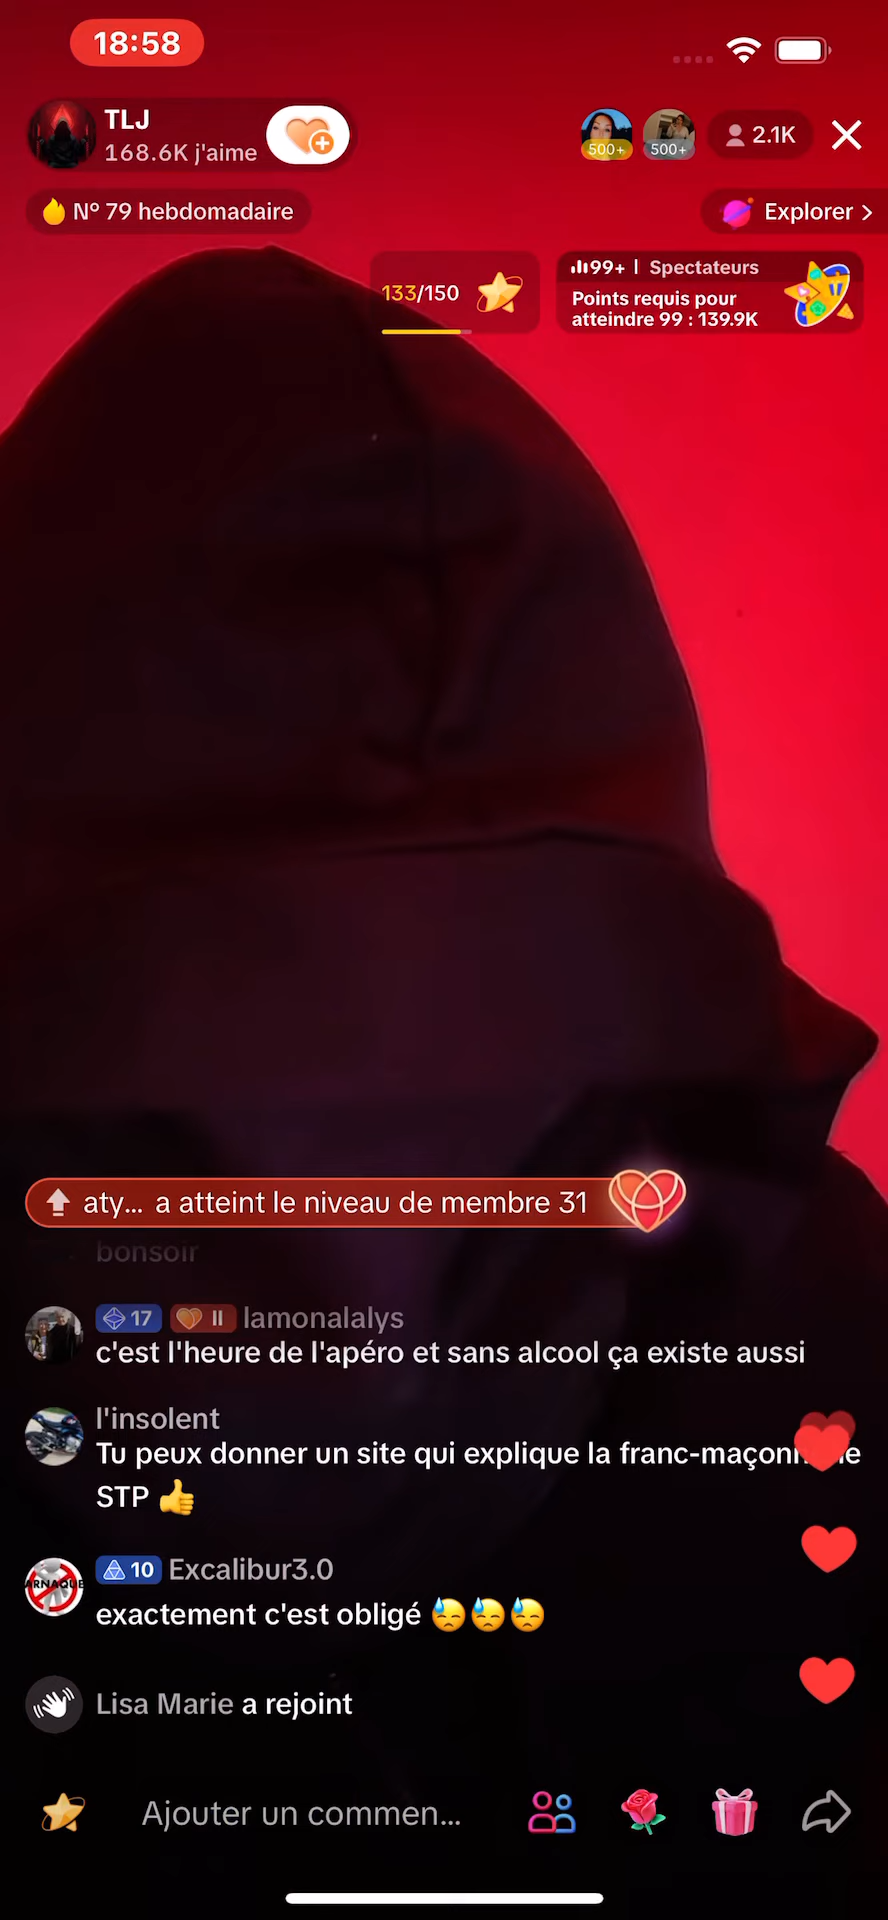 18:58
TLJ
168.6K j'aime
500+
500+
2.1K
N° 79 hebdomadaire
Explorer
133/150
99+ | Spectateurs
Points requis pour
atteindre 99 : 139.9K
aty... a atteint le niveau de membre 31
bonsoir
17 II lamonalalys
c'est l'heure de l'apéro et sans alcool ça existe aussi
l'insolent
Tu peux donner un site qui explique la
STP 👍
10 Excalibur3.0
ARNAQUE
exactement c'est obligé 😓😓😓
Lisa Marie a rejoint
Ajouter un commen...